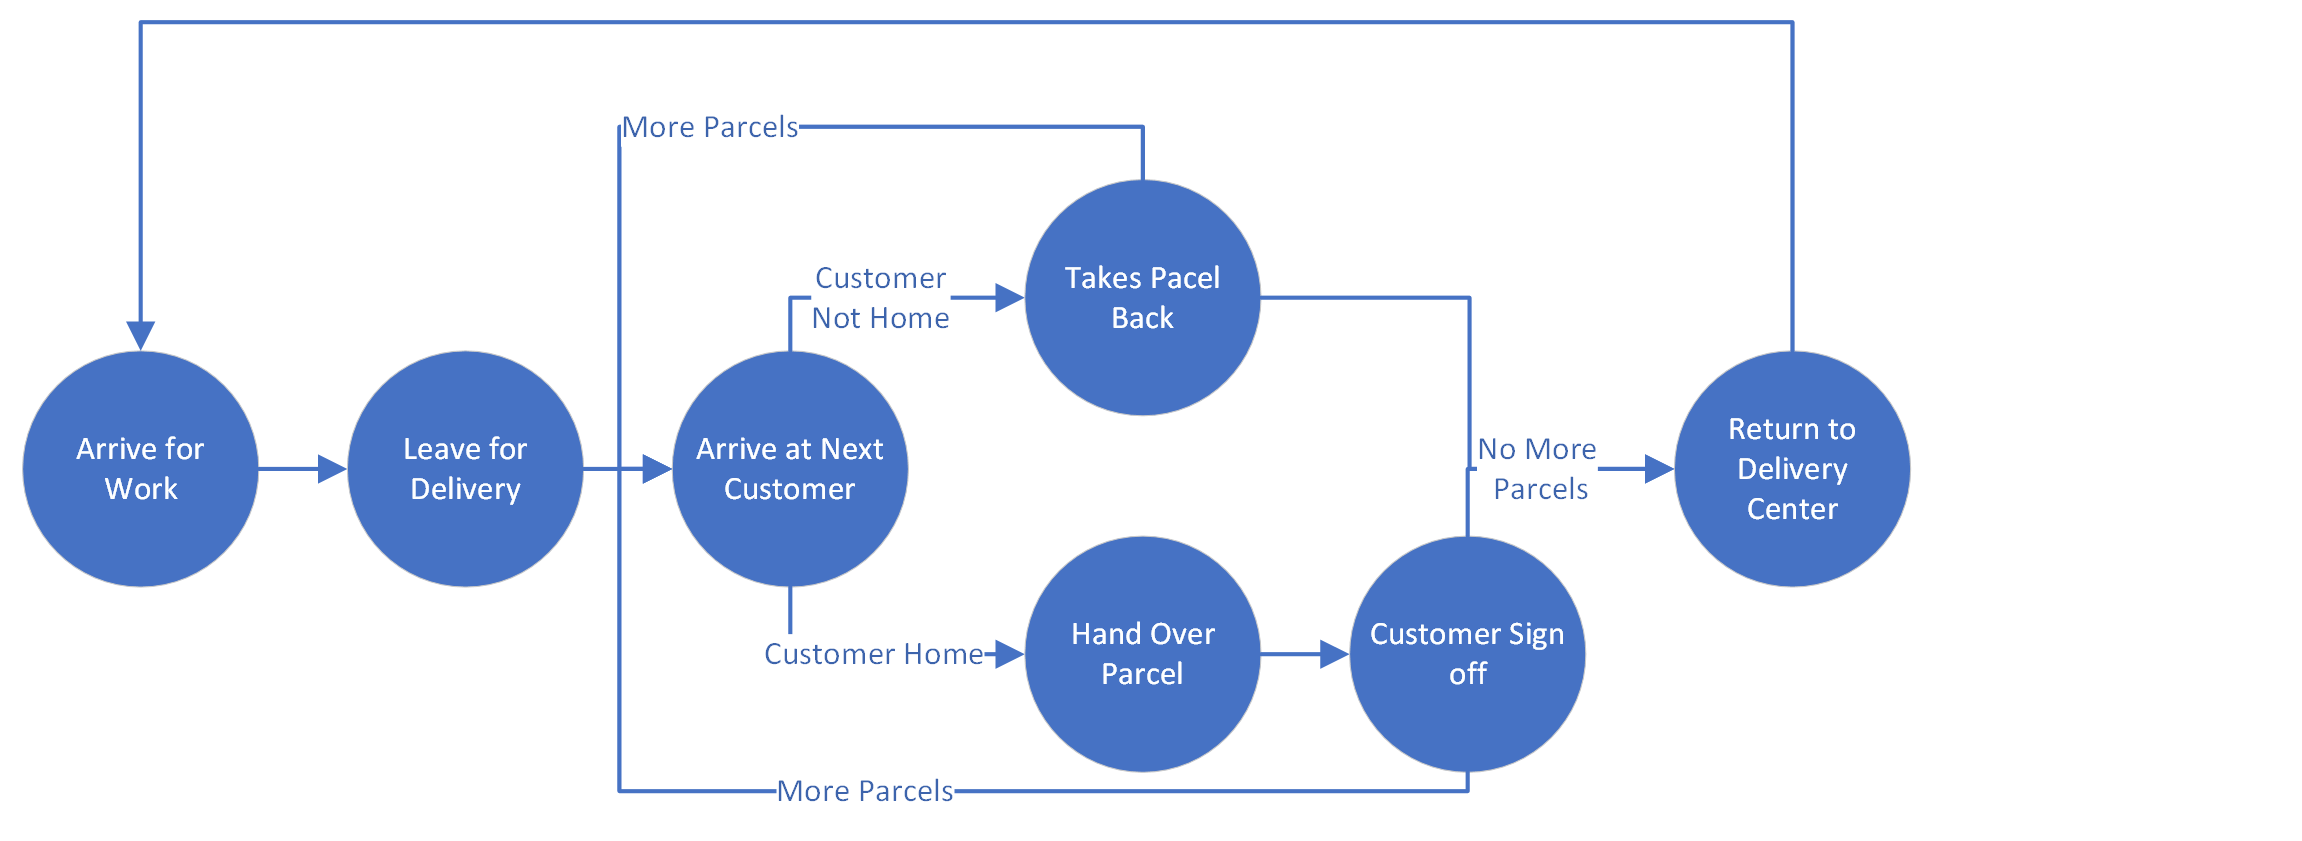 More Parcels
Customer
Not Home
Takes Pacel
Back
Arrive for
Work
Leave for
Delivery
Arrive at Next
Customer
No More
Parcels
Return to
Delivery
Center
Customer Home
Hand Over
Parcel
Customer Sign
off
More Parcels